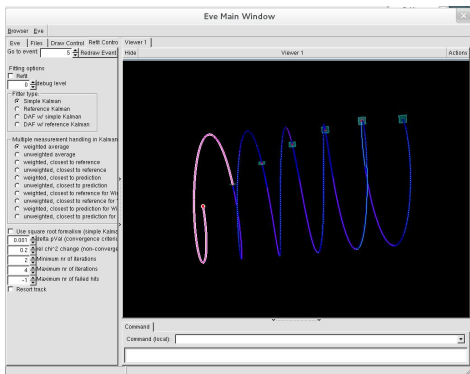 Eve Main Window
Browser Eve
Eve Files Draw Control Refit Contro Viewer 1
Go to event 5 Redraw Event Hide Viewer 1 Actions
Fitting options
Refit
0 debug level
Fitter type
Simple Kalman
Reference Kalman
DAF w/ simple Kalman
DAF w/ reference Kalman
Multiple measurement handling in Kalman
weighted average
unweighted average
weighted, closest to reference
unweighted, closest to reference
weighted, closest to prediction
unweighted, closest to prediction
weighted, closest to reference for Wi
unweighted, closest to reference for
weighted, closest to prediction for Wi
unweighted, closest to prediction for
Use square root formalism (simple Kalma
0.001 delta pVal (convergence criteri
0.2 rel chi^2 change (non-converge
2 Minimum nr of iterations
4 Maximum nr of iterations
-1 Maximum nr of failed hits
Resort track
Command
Command (local):